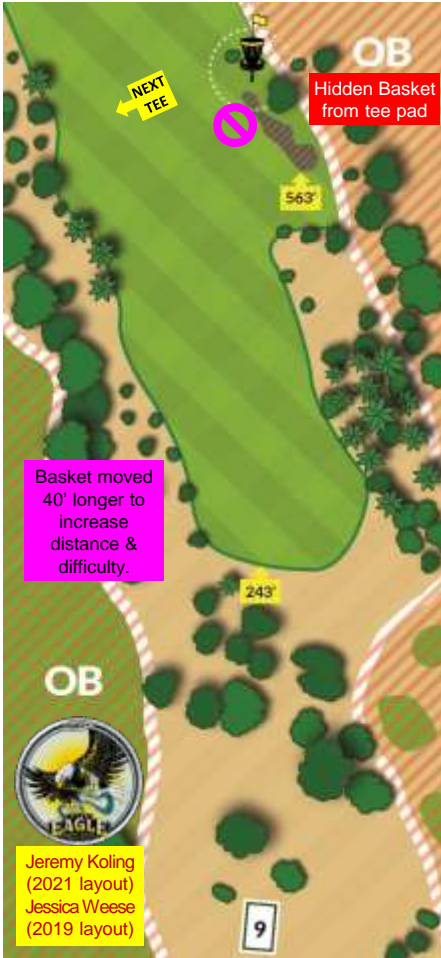 OB
Hidden Basket
from tee pad
NEXT
TEE
563'
Basket moved
40' longer to
increase
distance &
difficulty.
243'
OB
EAGLE
Jeremy Koling
(2021 layout)
Jessica Weese
(2019 layout)
9